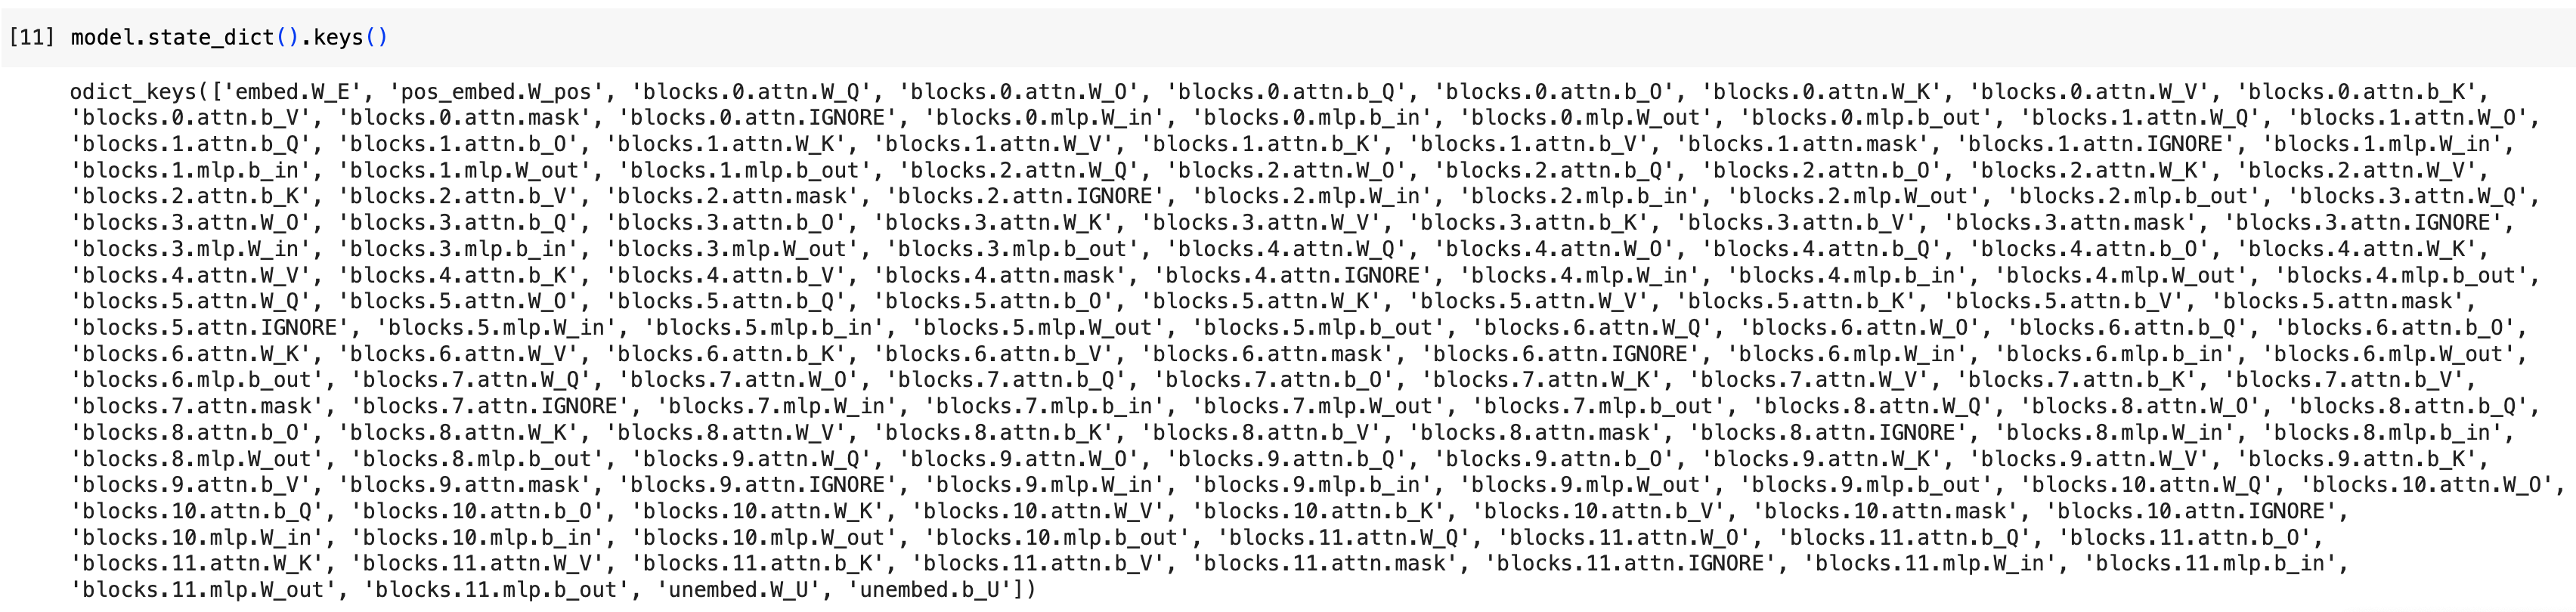 [11] model.state_dict().keys()
odict_keys(['embed.W_E', 'pos_embed.W_pos', 'blocks.0.attn.W_Q', 'blocks.0.attn.W_O', 'blocks.0.attn.b_Q', 'blocks.0.attn.b_O', 'blocks.0.attn.W_K', 'blocks.0.attn.W_V', 'blocks.0.attn.b_K',
'blocks.0.attn.b_V', 'blocks.0.attn.mask', 'blocks.0.attn.IGNORE', 'blocks.0.mlp.W_in', 'blocks.0.mlp.b_in', 'blocks.0.mlp.W_out', 'blocks.0.mlp.b_out', 'blocks.1.attn.W_Q', 'blocks.1.attn.W_O',
'blocks.1.attn.b_Q', 'blocks.1.attn.b_O', 'blocks.1.attn.W_K', 'blocks.1.attn.W_V', 'blocks.1.attn.b_K', 'blocks.1.attn.b_V', 'blocks.1.attn.mask', 'blocks.1.attn.IGNORE', 'blocks.1.mlp.W_in',
'blocks.1.mlp.b_in', 'blocks.1.mlp.W_out', 'blocks.1.mlp.b_out', 'blocks.2.attn.W_Q', 'blocks.2.attn.W_O', 'blocks.2.attn.b_Q', 'blocks.2.attn.b_O', 'blocks.2.attn.W_K', 'blocks.2.attn.W_V',
'blocks.2.attn.b_K', 'blocks.2.attn.b_V', 'blocks.2.attn.mask', 'blocks.2.attn.IGNORE', 'blocks.2.mlp.W_in', 'blocks.2.mlp.b_in', 'blocks.2.mlp.W_out', 'blocks.2.mlp.b_out', 'blocks.3.attn.W_Q',
'blocks.3.attn.W_O', 'blocks.3.attn.b_Q', 'blocks.3.attn.b_O', 'blocks.3.attn.W_K', 'blocks.3.attn.W_V', 'blocks.3.attn.b_K', 'blocks.3.attn.b_V', 'blocks.3.attn.mask', 'blocks.3.attn.IGNORE',
'blocks.3.mlp.W_in', 'blocks.3.mlp.b_in', 'blocks.3.mlp.W_out', 'blocks.3.mlp.b_out', 'blocks.4.attn.W_Q', 'blocks.4.attn.W_O', 'blocks.4.attn.b_Q', 'blocks.4.attn.b_O', 'blocks.4.attn.W_K',
'blocks.4.attn.W_V', 'blocks.4.attn.b_K', 'blocks.4.attn.b_V', 'blocks.4.attn.mask', 'blocks.4.attn.IGNORE', 'blocks.4.mlp.W_in', 'blocks.4.mlp.b_in', 'blocks.4.mlp.W_out', 'blocks.4.mlp.b_out',
'blocks.5.attn.W_Q', 'blocks.5.attn.W_O', 'blocks.5.attn.b_Q', 'blocks.5.attn.b_O', 'blocks.5.attn.W_K', 'blocks.5.attn.W_V', 'blocks.5.attn.b_K', 'blocks.5.attn.b_V', 'blocks.5.attn.mask',
'blocks.5.attn.IGNORE', 'blocks.5.mlp.W_in', 'blocks.5.mlp.b_in', 'blocks.5.mlp.W_out', 'blocks.5.mlp.b_out', 'blocks.6.attn.W_Q', 'blocks.6.attn.W_O', 'blocks.6.attn.b_Q', 'blocks.6.attn.b_O',
'blocks.6.attn.W_K', 'blocks.6.attn.W_V', 'blocks.6.attn.b_K', 'blocks.6.attn.b_V', 'blocks.6.attn.mask', 'blocks.6.attn.IGNORE', 'blocks.6.mlp.W_in', 'blocks.6.mlp.b_in', 'blocks.6.mlp.W_out',
'blocks.6.mlp.b_out', 'blocks.7.attn.W_Q', 'blocks.7.attn.W_O', 'blocks.7.attn.b_Q', 'blocks.7.attn.b_O', 'blocks.7.attn.W_K', 'blocks.7.attn.W_V', 'blocks.7.attn.b_K', 'blocks.7.attn.b_V',
'blocks.7.attn.mask', 'blocks.7.attn.IGNORE', 'blocks.7.mlp.W_in', 'blocks.7.mlp.b_in', 'blocks.7.mlp.W_out', 'blocks.7.mlp.b_out', 'blocks.8.attn.W_Q', 'blocks.8.attn.W_O', 'blocks.8.attn.b_Q',
'blocks.8.attn.b_O', 'blocks.8.attn.W_K', 'blocks.8.attn.W_V', 'blocks.8.attn.b_K', 'blocks.8.attn.b_V', 'blocks.8.attn.mask', 'blocks.8.attn.IGNORE', 'blocks.8.mlp.W_in', 'blocks.8.mlp.b_in',
'blocks.8.mlp.W_out', 'blocks.8.mlp.b_out', 'blocks.9.attn.W_Q', 'blocks.9.attn.W_O', 'blocks.9.attn.b_Q', 'blocks.9.attn.b_O', 'blocks.9.attn.W_K', 'blocks.9.attn.W_V', 'blocks.9.attn.b_K',
'blocks.9.attn.b_V', 'blocks.9.attn.mask', 'blocks.9.attn.IGNORE', 'blocks.9.mlp.W_in', 'blocks.9.mlp.b_in', 'blocks.9.mlp.W_out', 'blocks.9.mlp.b_out', 'blocks.10.attn.W_Q', 'blocks.10.attn.W_O',
'blocks.10.attn.b_Q', 'blocks.10.attn.b_O', 'blocks.10.attn.W_K', 'blocks.10.attn.W_V', 'blocks.10.attn.b_K', 'blocks.10.attn.b_V', 'blocks.10.attn.mask', 'blocks.10.attn.IGNORE',
'blocks.10.mlp.W_in', 'blocks.10.mlp.b_in', 'blocks.10.mlp.W_out', 'blocks.10.mlp.b_out', 'blocks.11.attn.W_Q', 'blocks.11.attn.W_O', 'blocks.11.attn.b_Q', 'blocks.11.attn.b_O',
'blocks.11.attn.W_K', 'blocks.11.attn.W_V', 'blocks.11.attn.b_K', 'blocks.11.attn.b_V', 'blocks.11.attn.mask', 'blocks.11.attn.IGNORE', 'blocks.11.mlp.W_in', 'blocks.11.mlp.b_in',
'blocks.11.mlp.W_out', 'blocks.11.mlp.b_out', 'unembed.W_U', 'unembed.b_U'])